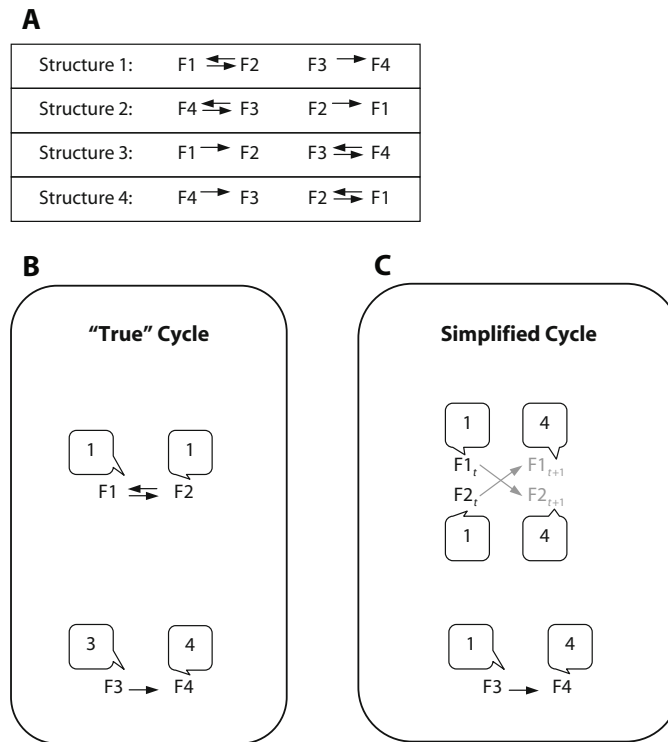 A
Structure 1: F1 F2 F3 F4
Structure 2: F4 F3 F2 F1
Structure 3: F1 F2 F3 F4
Structure 4: F4 F3 F2 F1
B
“True” Cycle
1 1
F1 F2
3 4
F3 F4
C
Simplified Cycle
1 4
F1t F1t+1
F2t F2t+1
1 4
1 4
F3 F4